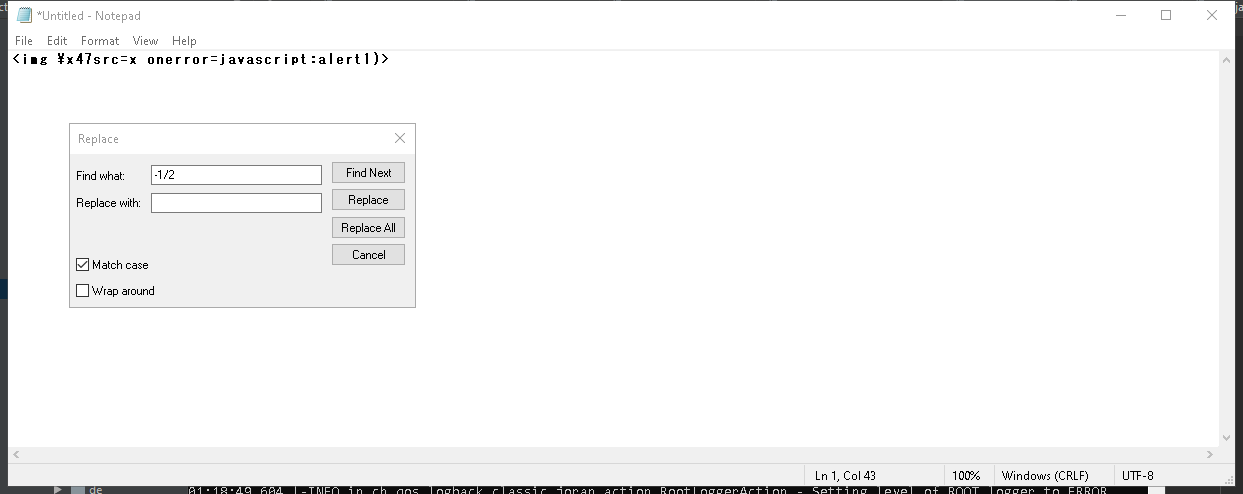 *Untitled - Notepad
File Edit Format View Help
<img ¥x47src=x onerror=javascript:alert1)>
Replace
Find what: -1/2 Find Next
Replace with: Replace
Replace All
Cancel
Match case
Wrap around
Ln 1, Col 43 100% Windows (CRLF) UTF-8
de 01:18:49,604 |-INFO in ch.qos.logback.classic.joran.action.RootLoggerAction - Setting level of ROOT logger to ERROR